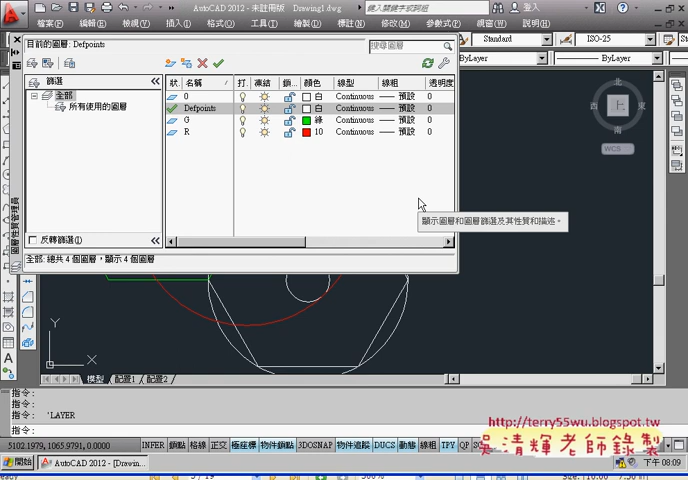 AutoCAD 2012 - 未註冊版 Drawing1.dwg
鍵入關鍵字或片語
登入
檔案(F) 編輯(E) 檢視(V) 插入(I) 格式(O) 工具(T) 繪製(D) 標註(N) 修改(M) 參數式(P) 視窗(W) 說明(H)
目前的圖層: Defpoints
搜尋圖層
Standard
ISO-25
ByLayer
ByLayer
篩選
全部
所有使用的圖層
反轉篩選(I)
狀. 名稱 打. 凍結 鎖... 顏色 線型 線粗 透明度
0 白 Continuous 預設 0
Defpoints 白 Continuous 預設 0
G 綠 Continuous 預設 0
R 10 Continuous 預設 0
顯示圖層和圖層篩選及其性質和描述。
全部: 總共 4 個圖層，顯示 4 個圖層
圖層性質管理員
北
西 上 東
南
WCS
Y
X
模型 配置1 配置2
指令:
指令: 'LAYER
指令:
http://terry55wu.blogspot.tw
吳清輝老師錄製
5102.1979, 1065.9791, 0.0000
INFER 鎖點 格線 正交 極座標 物件鎖點 3DOSNAP 物件追蹤 DUCS 動態 線粗 TPY QP
開始
AutoCAD 2012 - [Drawin...
下午 08:09